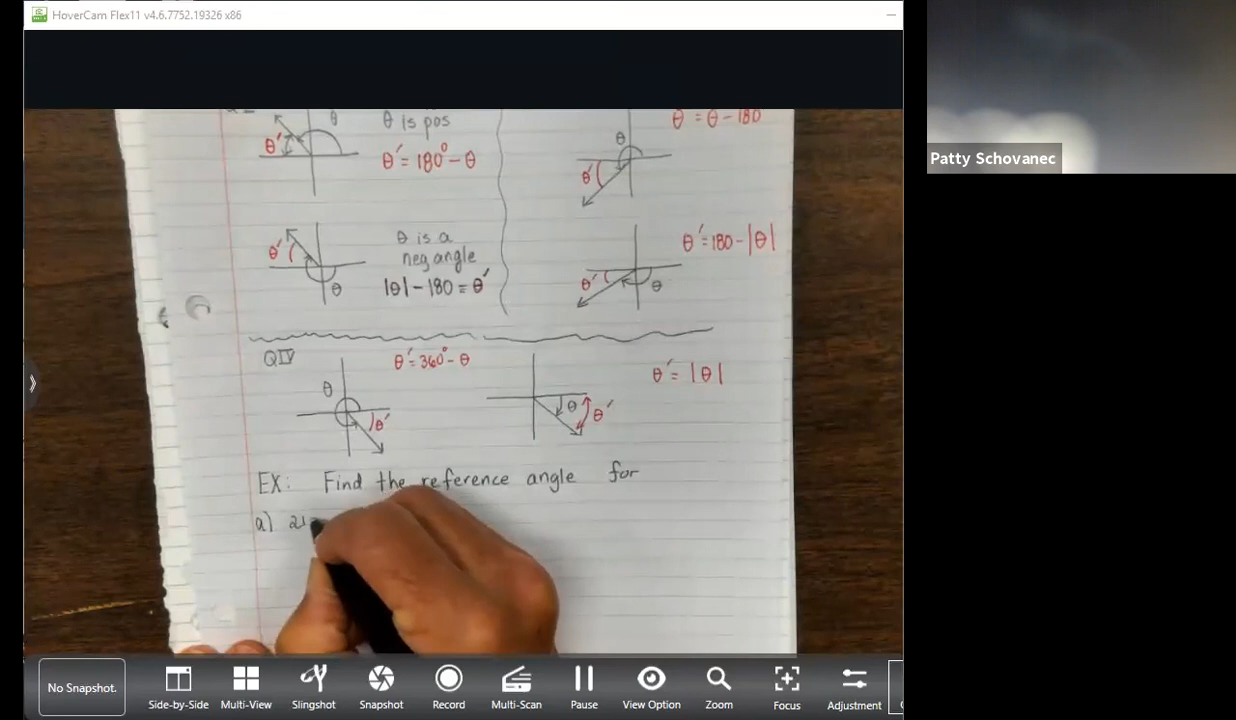 HoverCam Flex11 v4.6.7752.19326 x86
Patty Schovanec
θ
θ is pos
θ′
θ′ = 180° - θ
θ = θ - 180
θ
θ′
θ′
θ is a
neg angle
θ
|θ| - 180 = θ′
θ′ = 180 - |θ|
θ′
θ
QIV
θ′ = 360° - θ
θ
θ′
θ′ = |θ|
θ
θ′
EX: Find the reference angle for
a) 21
No Snapshot.
Side-by-Side
Multi-View
Slingshot
Snapshot
Record
Multi-Scan
Pause
View Option
Zoom
Focus
Adjustment